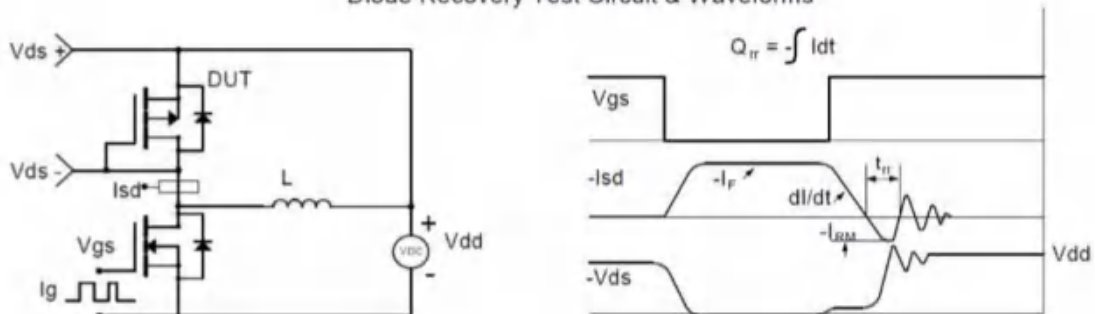 Diode Recovery Test Circuit & Waveforms
Vds +
DUT
Vds -
Isd
L
Vgs
Ig
+
VDC
-
Vdd
Qrr = -∫ Idt
Vgs
-Isd
-IF
dI/dt
trr
-IRM
Vdd
-Vds